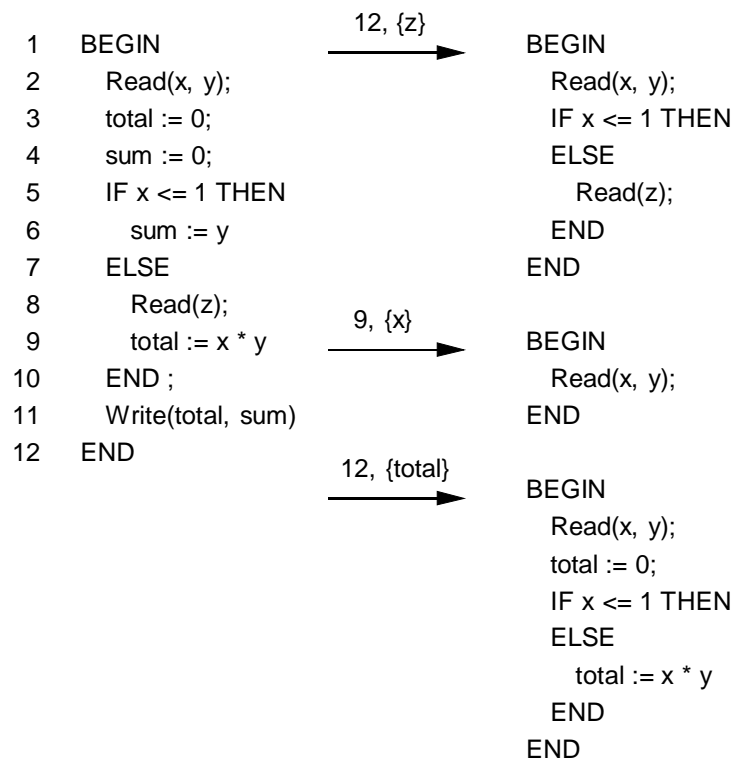 1 BEGIN
2 Read(x, y);
3 total := 0;
4 sum := 0;
5 IF x <= 1 THEN
6 sum := y
7 ELSE
8 Read(z);
9 total := x * y
10 END ;
11 Write(total, sum)
12 END
12, {z}
BEGIN
Read(x, y);
IF x <= 1 THEN
ELSE
Read(z);
END
END
9, {x}
BEGIN
Read(x, y);
END
12, {total}
BEGIN
Read(x, y);
total := 0;
IF x <= 1 THEN
ELSE
total := x * y
END
END